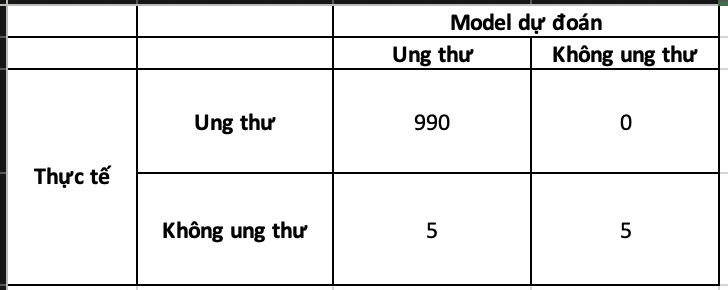 Model dự đoán
Ung thư Không ung thư
Ung thư 990 0
Thực tế
Không ung thư 5 5